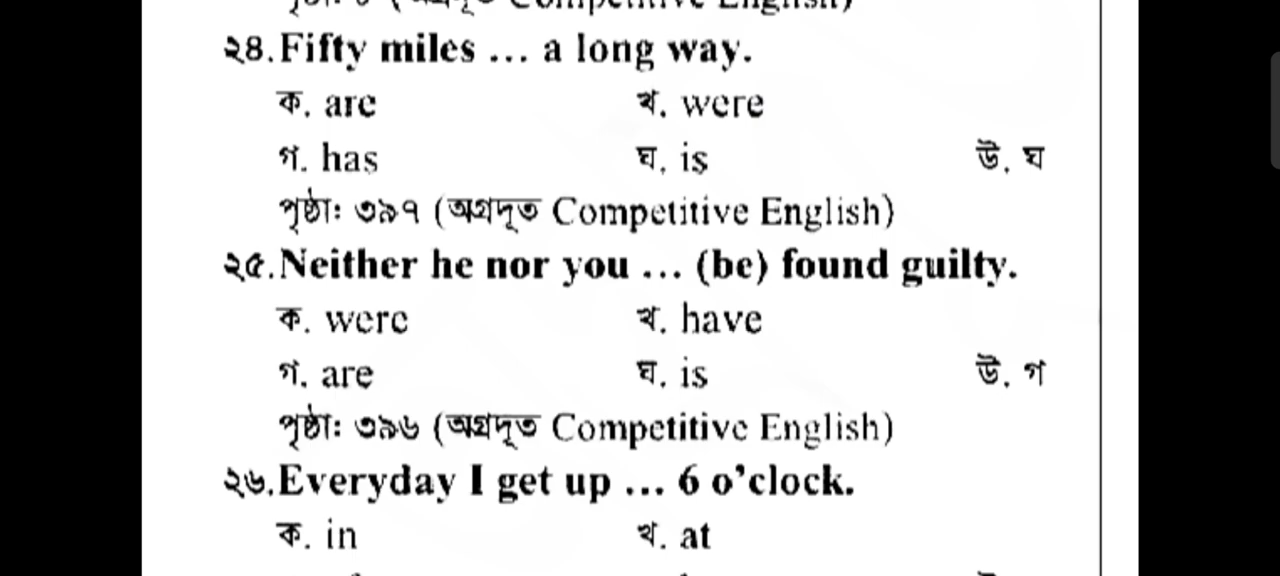 ২৪.Fifty miles ... a long way.
ক. are খ. were
গ. has ঘ. is উ. ঘ
পৃষ্ঠাঃ ৩৯৭ (অগ্রদূত Competitive English)
২৫.Neither he nor you ... (be) found guilty.
ক. were খ. have
গ. are ঘ. is উ. গ
পৃষ্ঠাঃ ৩৯৬ (অগ্রদূত Competitive English)
২৬.Everyday I get up ... 6 o’clock.
ক. in খ. at